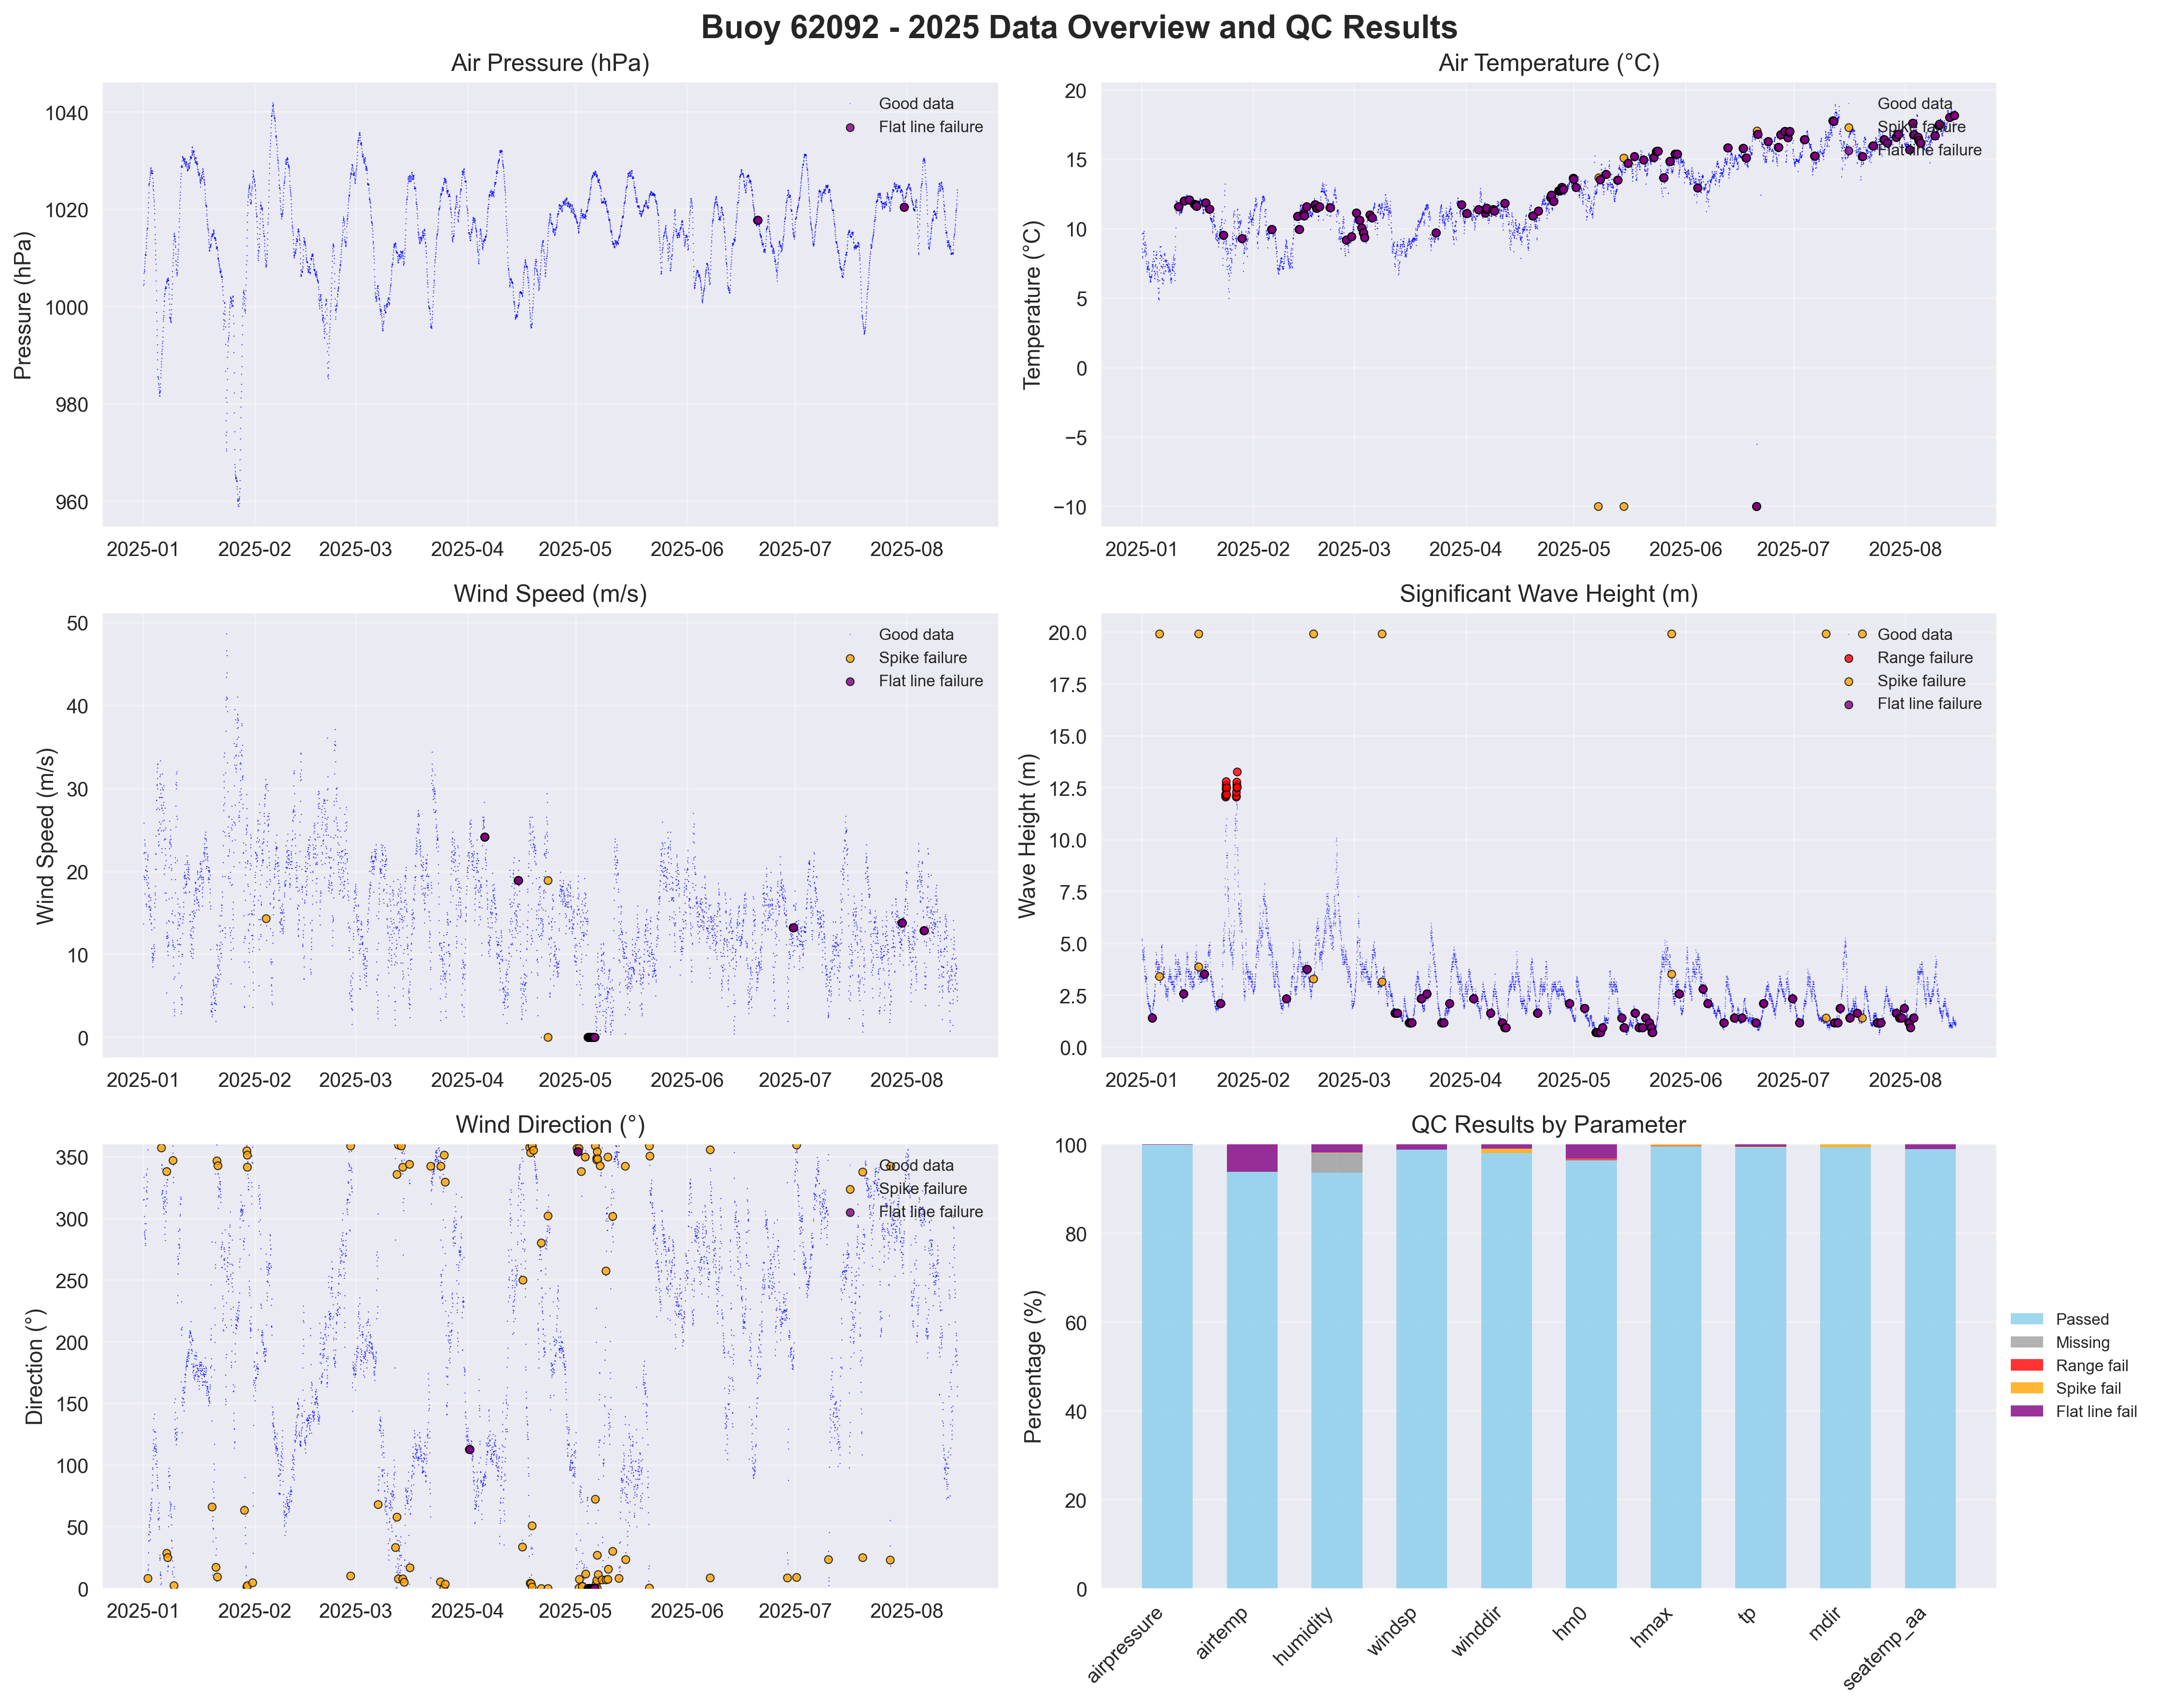 Buoy 62092 - 2025 Data Overview and QC Results
Air Pressure (hPa)
Pressure (hPa)
1040
1020
1000
980
960
2025-01 2025-02 2025-03 2025-04 2025-05 2025-06 2025-07 2025-08
Good data
Flat line failure
Air Temperature (°C)
Temperature (°C)
20
15
10
5
0
−5
−10
2025-01 2025-02 2025-03 2025-04 2025-05 2025-06 2025-07 2025-08
Good data
Spike failure
Flat line failure
Wind Speed (m/s)
Wind Speed (m/s)
50
40
30
20
10
0
2025-01 2025-02 2025-03 2025-04 2025-05 2025-06 2025-07 2025-08
Good data
Spike failure
Flat line failure
Significant Wave Height (m)
Wave Height (m)
20.0
17.5
15.0
12.5
10.0
7.5
5.0
2.5
0.0
2025-01 2025-02 2025-03 2025-04 2025-05 2025-06 2025-07 2025-08
Good data
Range failure
Spike failure
Flat line failure
Wind Direction (°)
Direction (°)
350
300
250
200
150
100
50
0
2025-01 2025-02 2025-03 2025-04 2025-05 2025-06 2025-07 2025-08
Good data
Spike failure
Flat line failure
QC Results by Parameter
Percentage (%)
100
80
60
40
20
0
airpressure airtemp humidity windsp winddir hm0 hmax tp mdir seatemp_aa
Passed
Missing
Range fail
Spike fail
Flat line fail